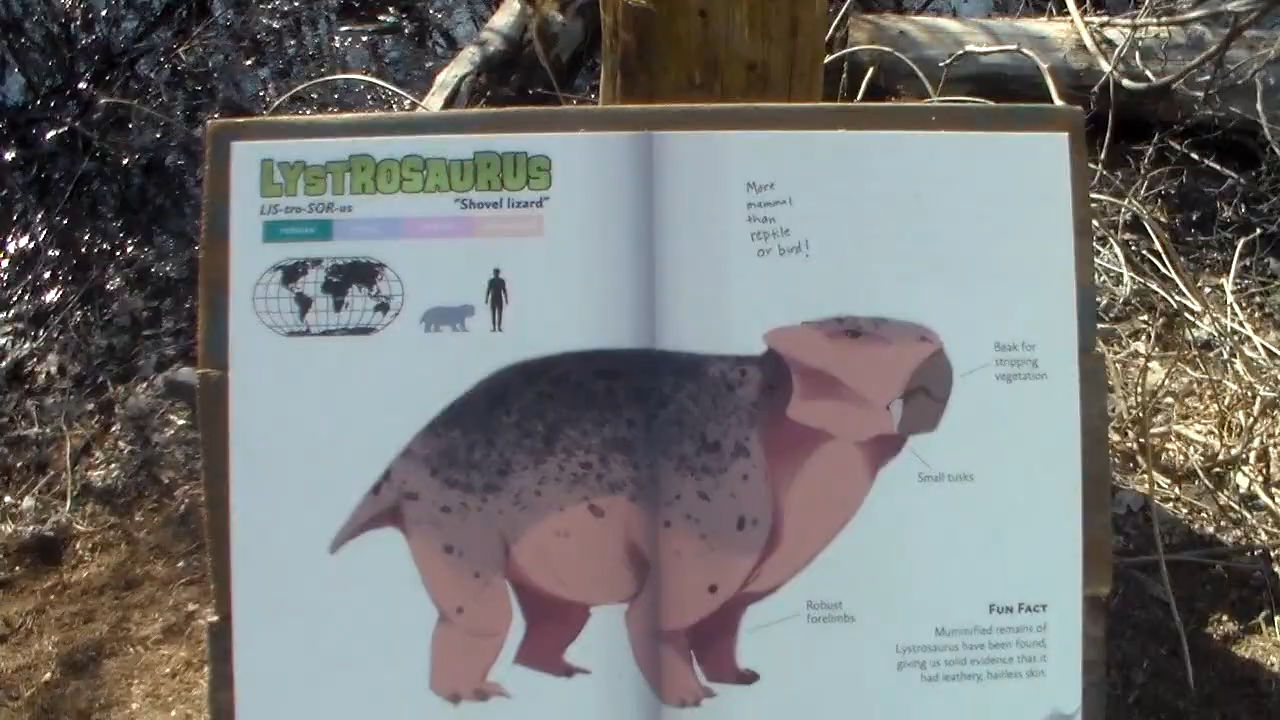 LYSTROSAURUS
LIS-tro-SOR-us
"Shovel lizard"
More
mammal
than
reptile
or bird!
Beak for
stripping
vegetation
Small tusks
Robust
forelimbs
FUN FACT
Mummified remains of
Lystrosaurus have been found,
giving us solid evidence that it
had leathery, hairless skin.